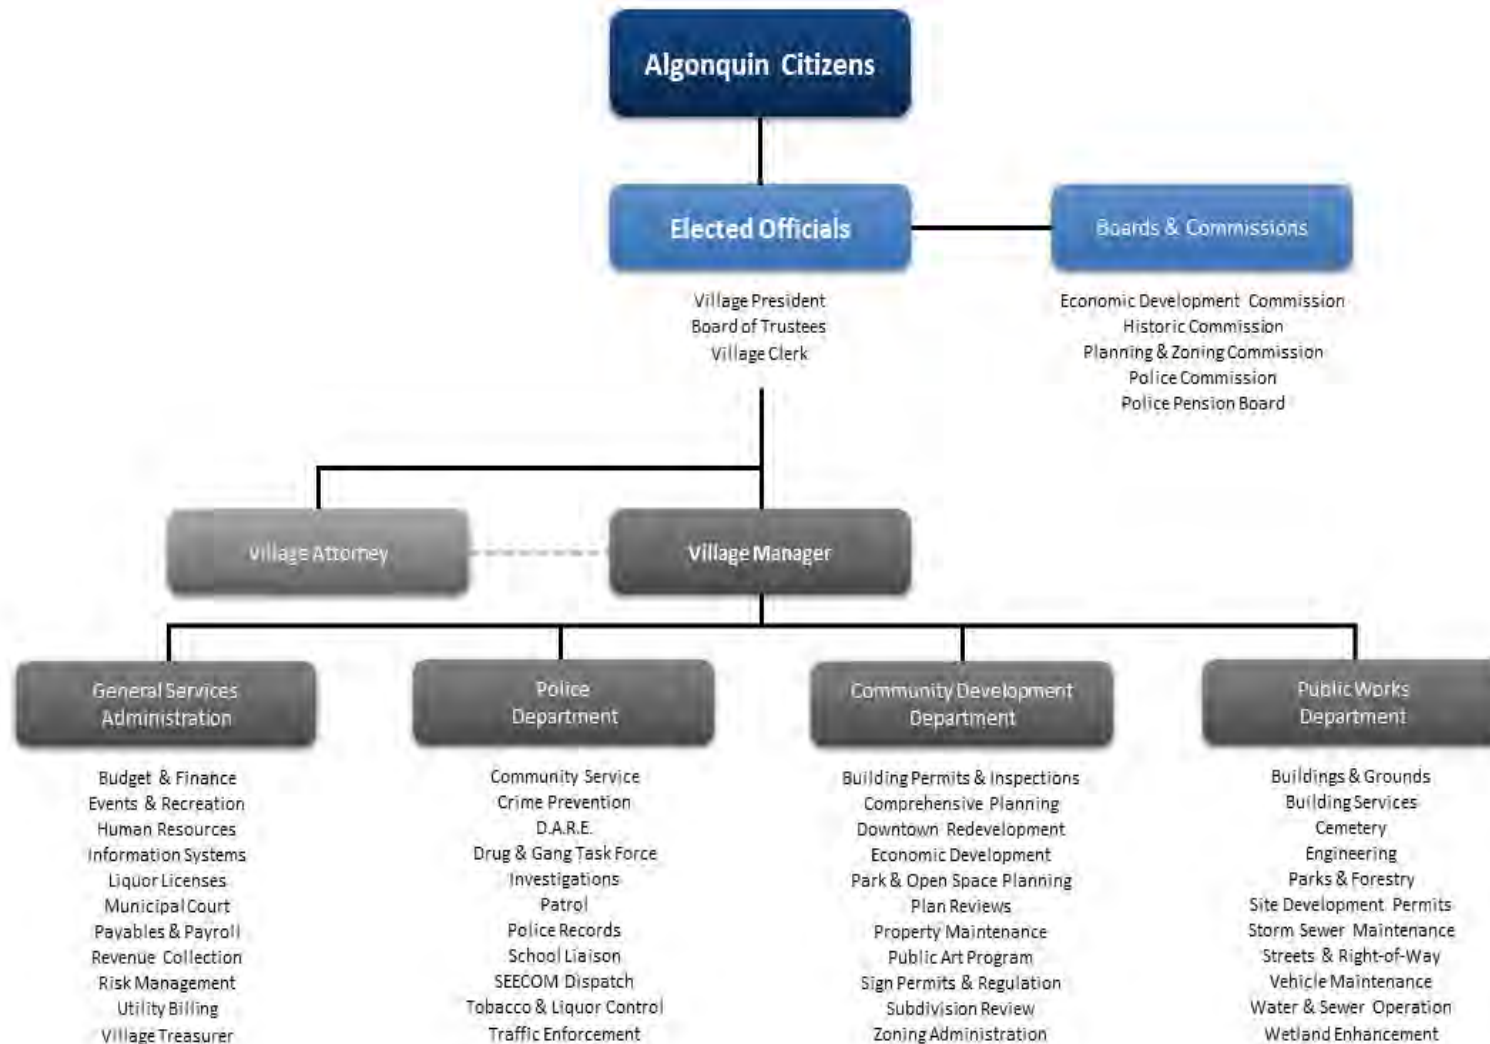 Algonquin Citizens
Elected Officials
Boards & Commissions
Village President
Board of Trustees
Village Clerk
Economic Development Commission
Historic Commission
Planning & Zoning Commission
Police Commission
Police Pension Board
Village Attorney
Village Manager
General Services
Administration
Police
Department
Community Development
Department
Public Works
Department
Budget & Finance
Events & Recreation
Human Resources
Information Systems
Liquor Licenses
Municipal Court
Payables & Payroll
Revenue Collection
Risk Management
Utility Billing
Village Treasurer
Community Service
Crime Prevention
D.A.R.E.
Drug & Gang Task Force
Investigations
Patrol
Police Records
School Liaison
SEECOM Dispatch
Tobacco & Liquor Control
Traffic Enforcement
Building Permits & Inspections
Comprehensive Planning
Downtown Redevelopment
Economic Development
Park & Open Space Planning
Plan Reviews
Property Maintenance
Public Art Program
Sign Permits & Regulation
Subdivision Review
Zoning Administration
Buildings & Grounds
Building Services
Cemetery
Engineering
Parks & Forestry
Site Development Permits
Storm Sewer Maintenance
Streets & Right-of-Way
Vehicle Maintenance
Water & Sewer Operation
Wetland Enhancement